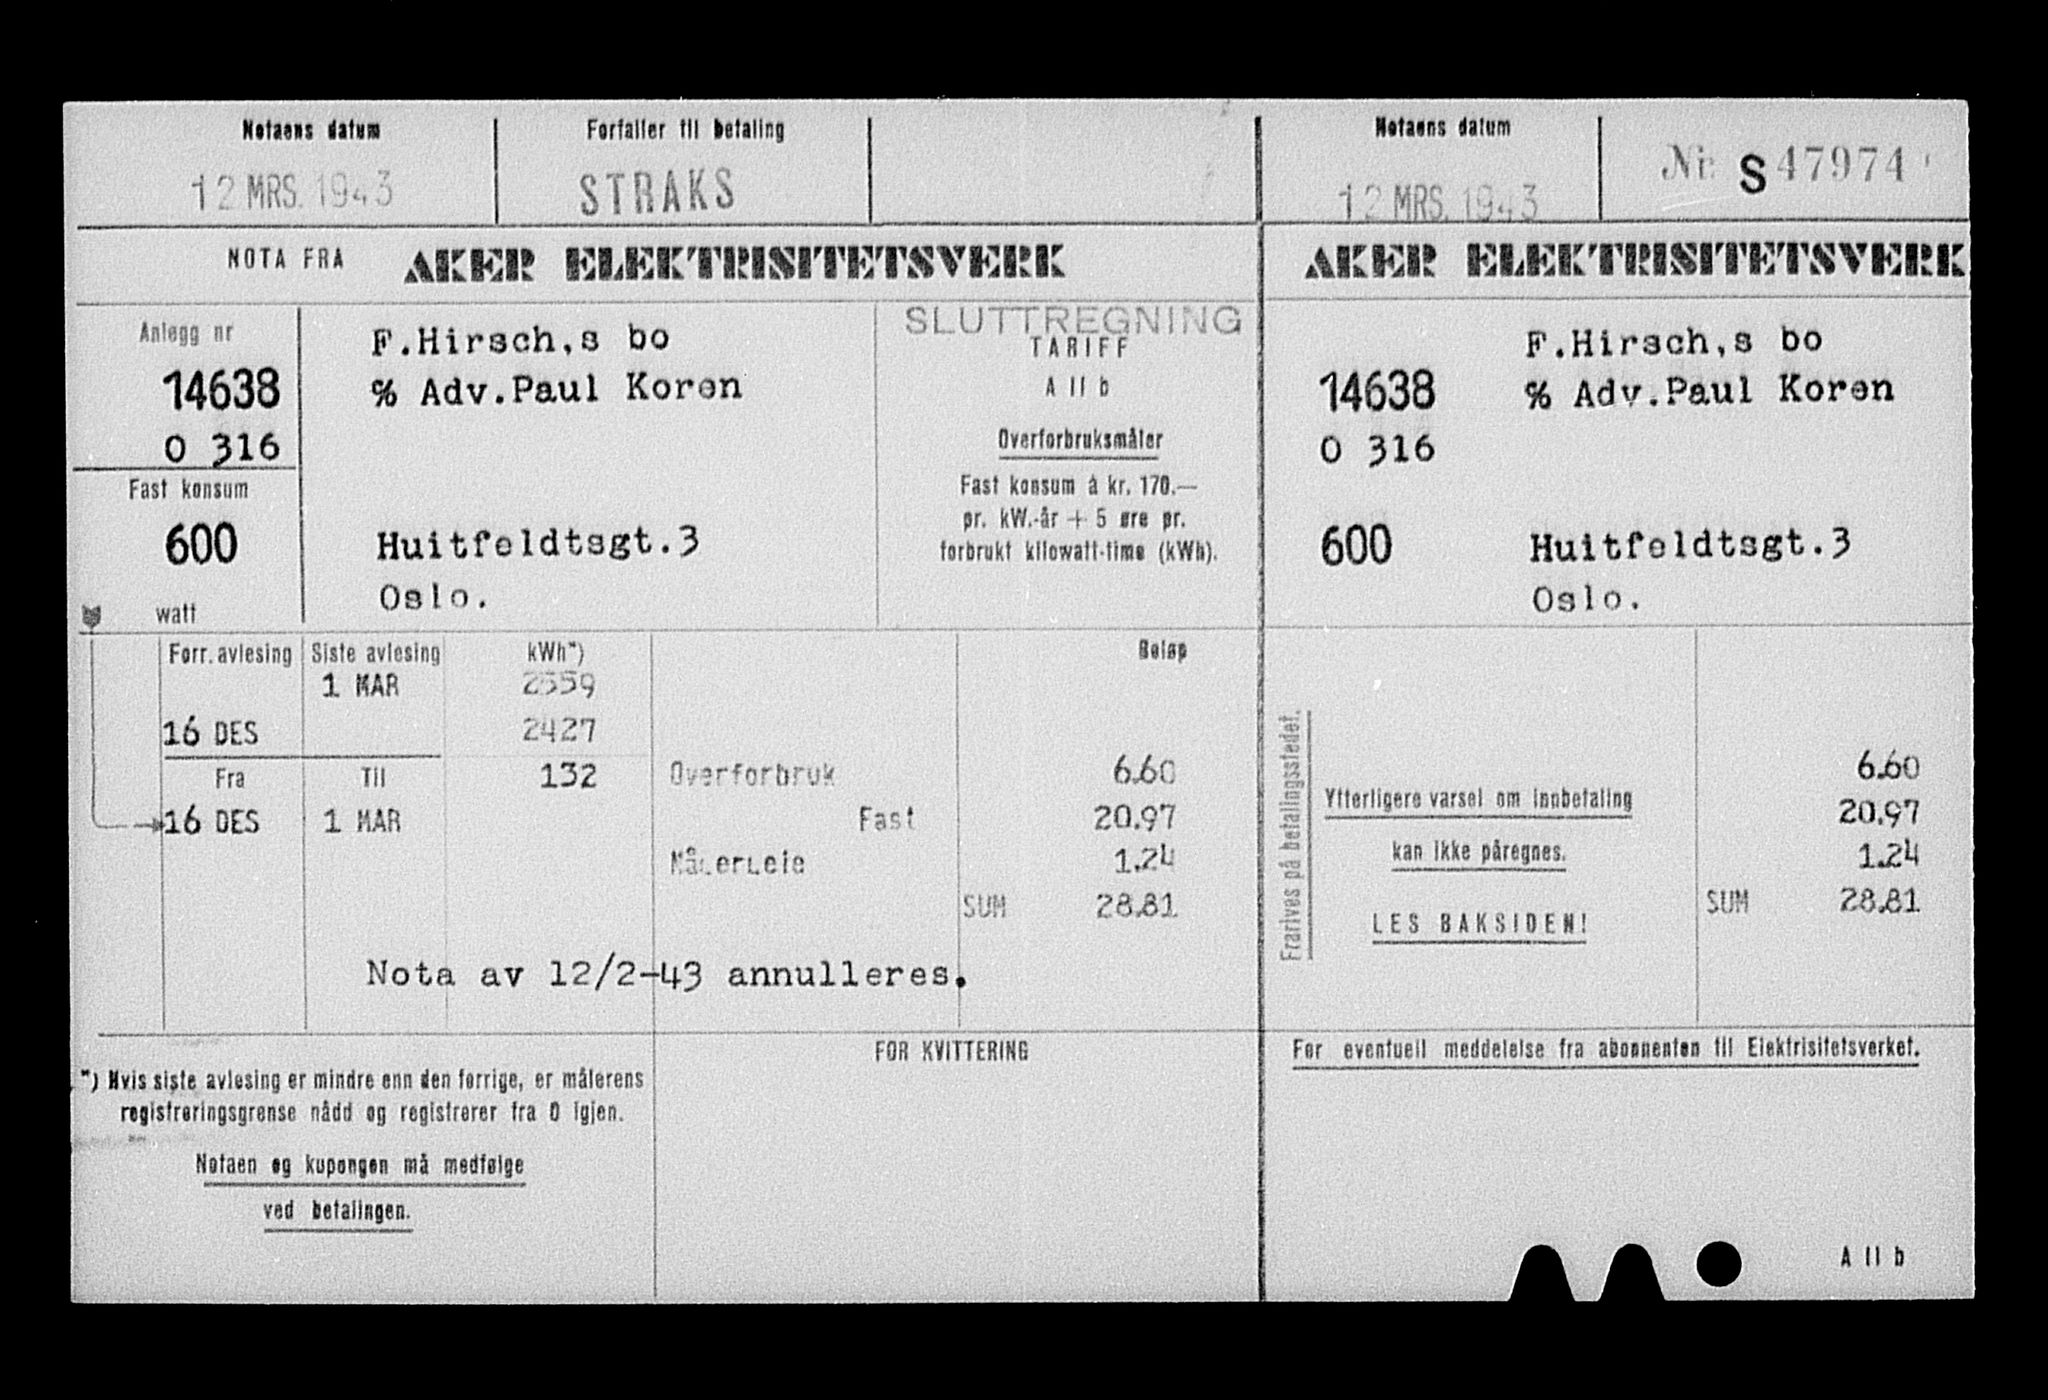 Notaens datum
12 MRS. 1943
Forfaller til betaling
STRAKS
NOTA FRA AKER ELEKTRISITETSVERK
Anlegg nr
14638
O 316
Fast konsum
600
watt
F.Hirsch,s bo
℅ Adv.Paul Koren
Huitfeldtsgt.3
Oslo.
SLUTTREGNING
TARIFF
A II b
Overforbruksmåler
Fast konsum à kr. 170.—
pr. kW.-år + 5 øre pr.
forbrukt kilowatt-time (kWh).
Forr. avlesing Siste avlesing kWh*) Beløp
1 MAR 2559
16 DES 2427
Fra Til 132 Overforbruk 6.60
16 DES 1 MAR Fast 20.97
Målerleie 1.24
SUM 28.81
Nota av 12/2-43 annulleres.
*) Hvis siste avlesing er mindre enn den forrige, er målerens
registreringsgrense nådd og registrerer fra 0 igjen.
Notaen og kupongen må medfølge
ved betalingen.
FOR KVITTERING
Notaens datum
12 MRS. 1943
Nr. S 47974
AKER ELEKTRISITETSVERK
14638
O 316
600
F.Hirsch,s bo
℅ Adv.Paul Koren
Huitfeldtsgt.3
Oslo.
Frarives på betalingsstedet.
Ytterligere varsel om innbetaling
kan ikke påregnes.
LES BAKSIDEN!
6.60
20.97
1.24
SUM 28.81
For eventuell meddelelse fra abonnenten til Elektrisitetsverket.
A II b